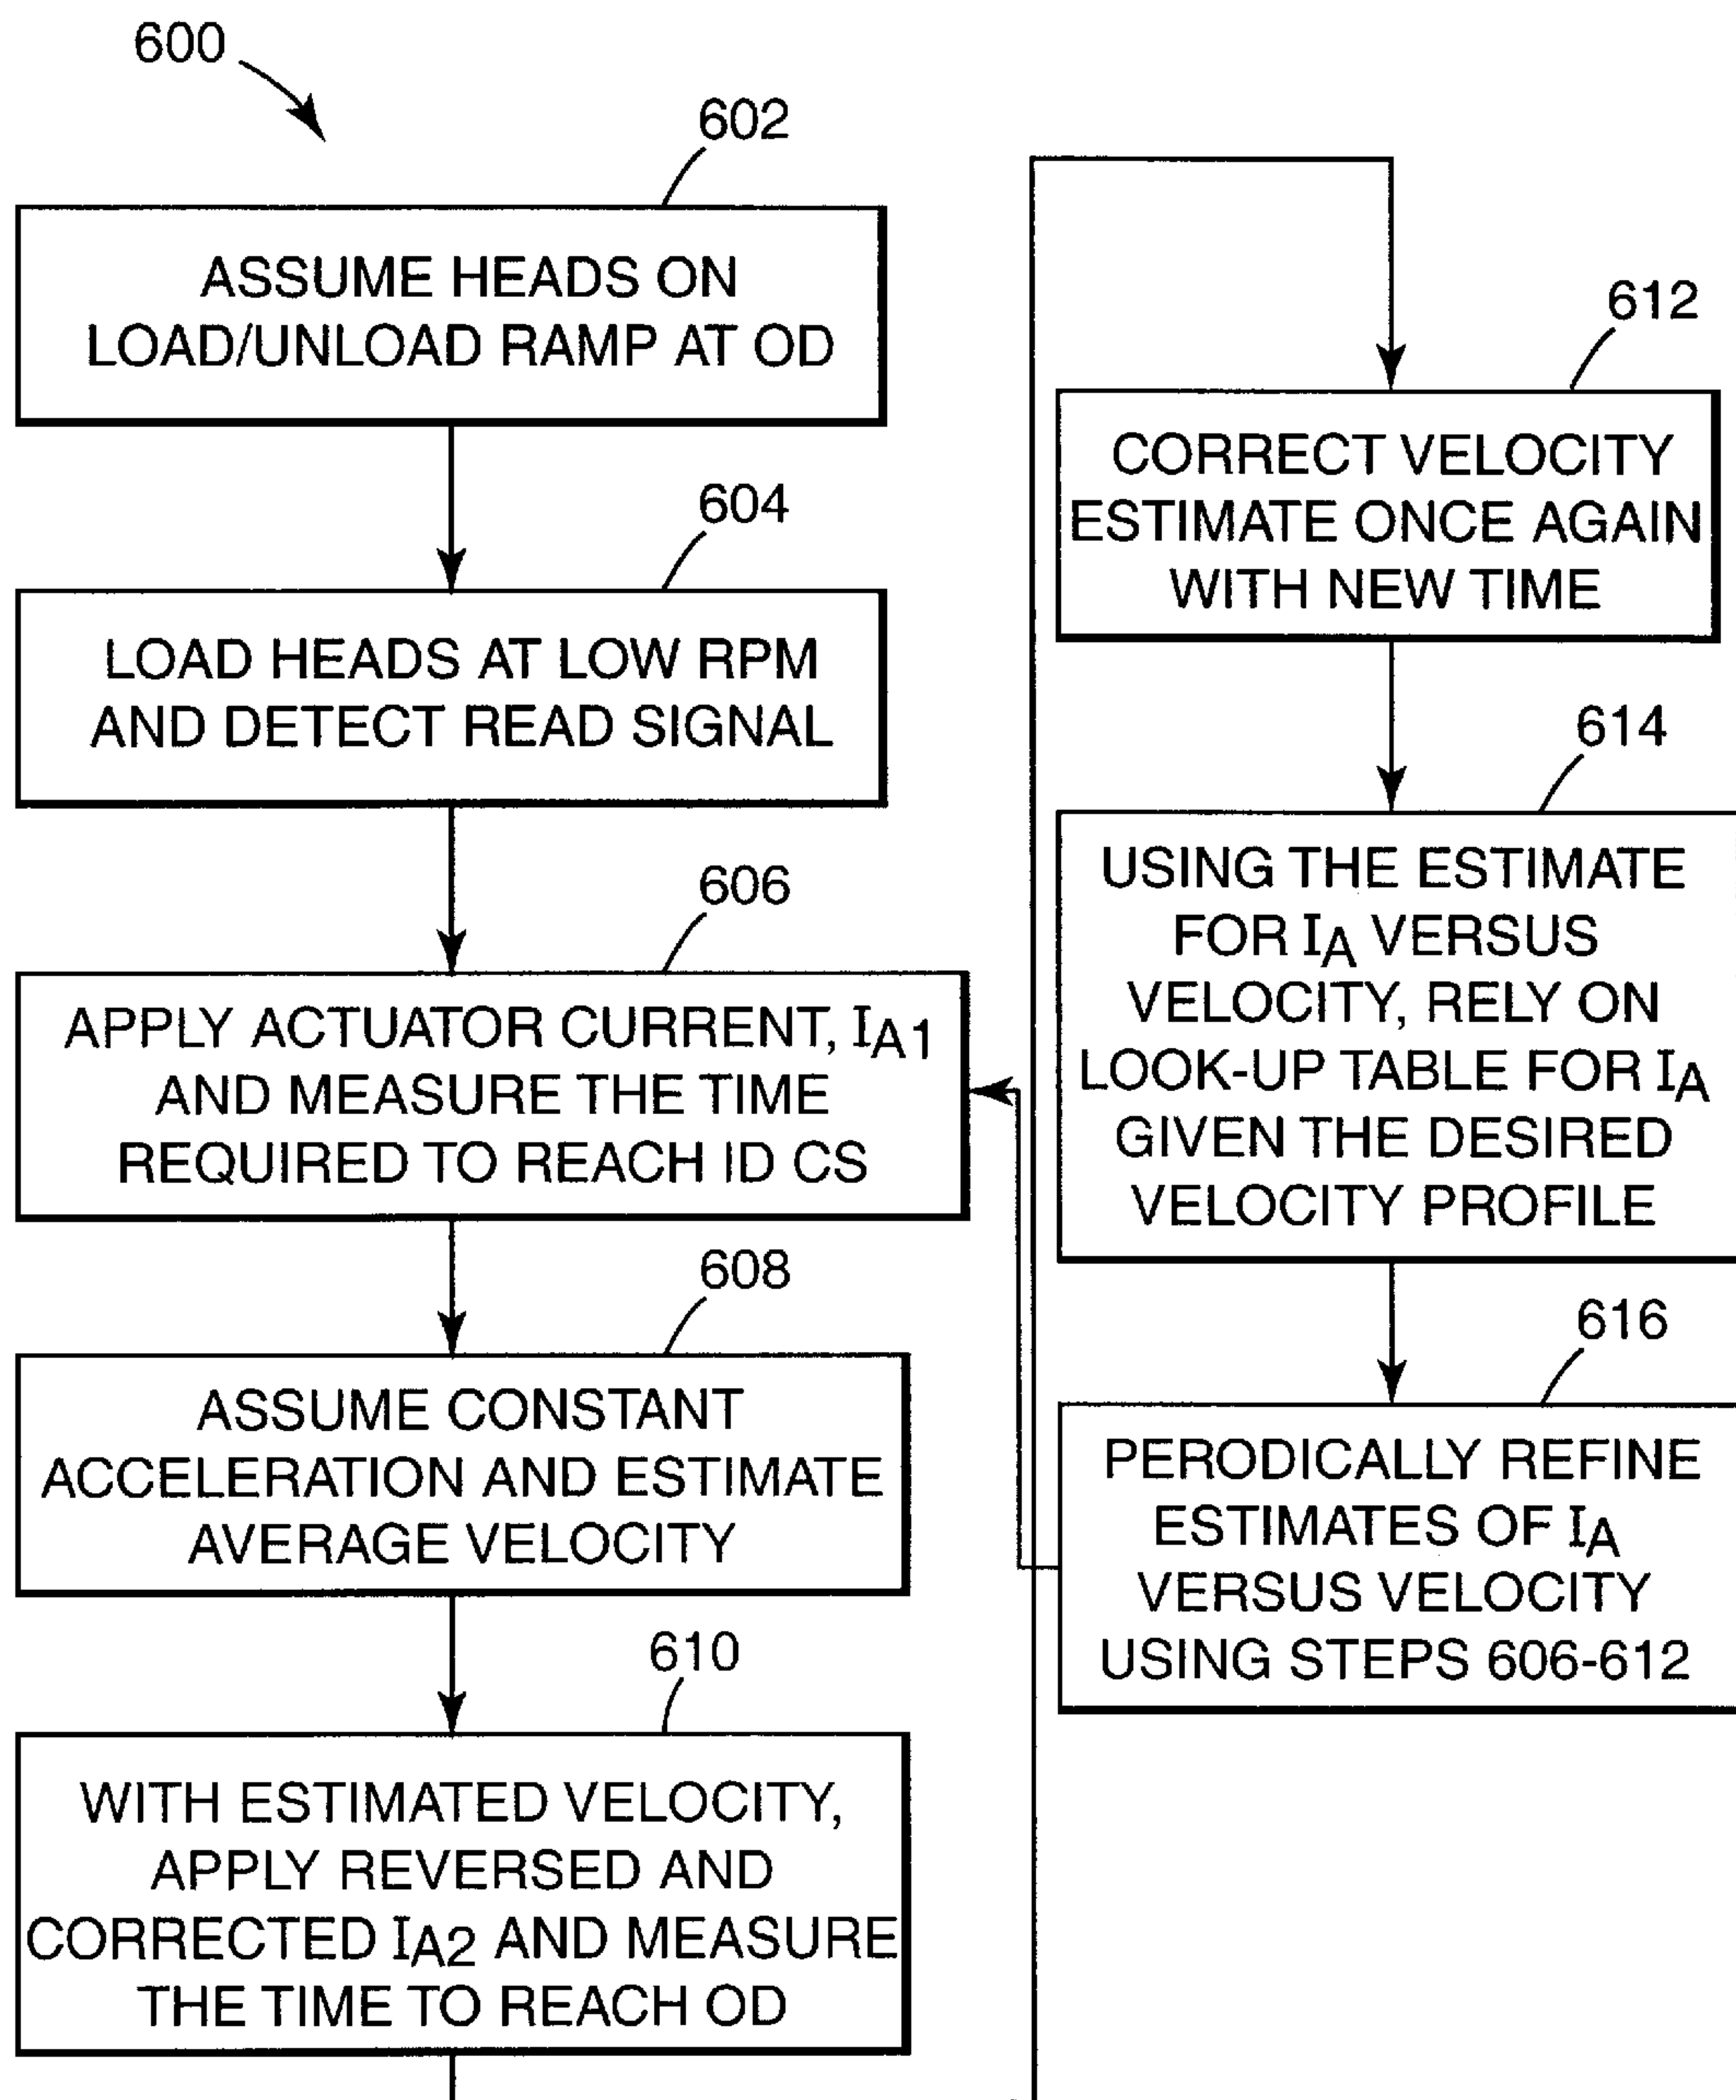 600
602
ASSUME HEADS ON
LOAD/UNLOAD RAMP AT OD
604
LOAD HEADS AT LOW RPM
AND DETECT READ SIGNAL
606
APPLY ACTUATOR CURRENT, IA1
AND MEASURE THE TIME
REQUIRED TO REACH ID CS
608
ASSUME CONSTANT
ACCELERATION AND ESTIMATE
AVERAGE VELOCITY
610
WITH ESTIMATED VELOCITY,
APPLY REVERSED AND
CORRECTED IA2 AND MEASURE
THE TIME TO REACH OD
612
CORRECT VELOCITY
ESTIMATE ONCE AGAIN
WITH NEW TIME
614
USING THE ESTIMATE
FOR IA VERSUS
VELOCITY, RELY ON
LOOK-UP TABLE FOR IA
GIVEN THE DESIRED
VELOCITY PROFILE
616
PERODICALLY REFINE
ESTIMATES OF IA
VERSUS VELOCITY
USING STEPS 606-612